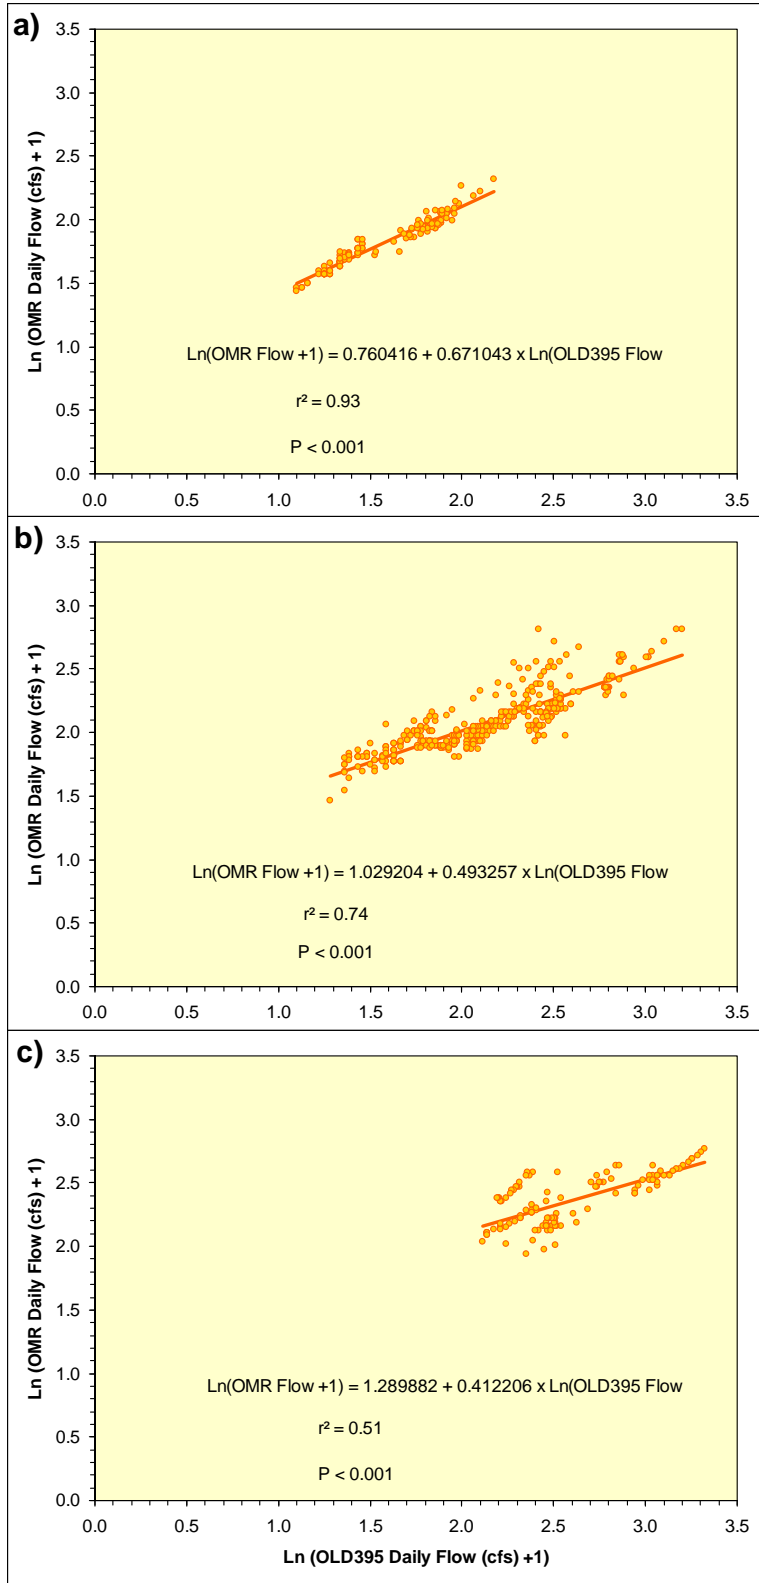 a)
3.5
3.0
2.5
2.0
1.5
1.0
0.5
0.0
Ln (OMR Daily Flow (cfs) + 1)
Ln(OMR Flow +1) = 0.760416 + 0.671043 x Ln(OLD395 Flow
r² = 0.93
P < 0.001
0.0 0.5 1.0 1.5 2.0 2.5 3.0 3.5
b)
3.5
3.0
2.5
2.0
1.5
1.0
0.5
0.0
Ln (OMR Daily Flow (cfs) + 1)
Ln(OMR Flow +1) = 1.029204 + 0.493257 x Ln(OLD395 Flow
r² = 0.74
P < 0.001
0.0 0.5 1.0 1.5 2.0 2.5 3.0 3.5
c)
3.5
3.0
2.5
2.0
1.5
1.0
0.5
0.0
Ln (OMR Daily Flow (cfs) + 1)
Ln(OMR Flow +1) = 1.289882 + 0.412206 x Ln(OLD395 Flow
r² = 0.51
P < 0.001
0.0 0.5 1.0 1.5 2.0 2.5 3.0 3.5
Ln (OLD395 Daily Flow (cfs) +1)